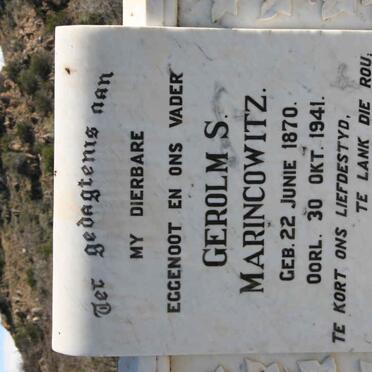 Ter gedagtenis aan
MY DIERBARE
EGGENOOT EN ONS VADER
GEROLM S.
MARINCOWITZ.
GEB. 22 JUNIE 1870.
OORL. 30 OKT. 1941.
TE KORT ONS LIEFDESTYD,
TE LANK DIE ROU,